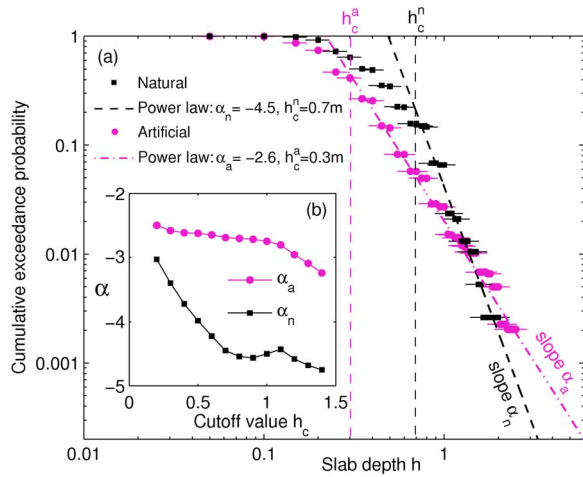 h_c^a h_c^n
1
0.1
0.01
0.001
Cumulative exceedance probability
(a)
Natural
Power law: α_n= −4.5, h_c^n=0.7m
Artificial
Power law: α_a= −2.6, h_c^a=0.3m
(b)
−2
−3
−4
−5
α
α_a
α_n
0 0.5 1 1.5
Cutoff value h_c
slope α_a
slope α_n
0.01 0.1 1
Slab depth h